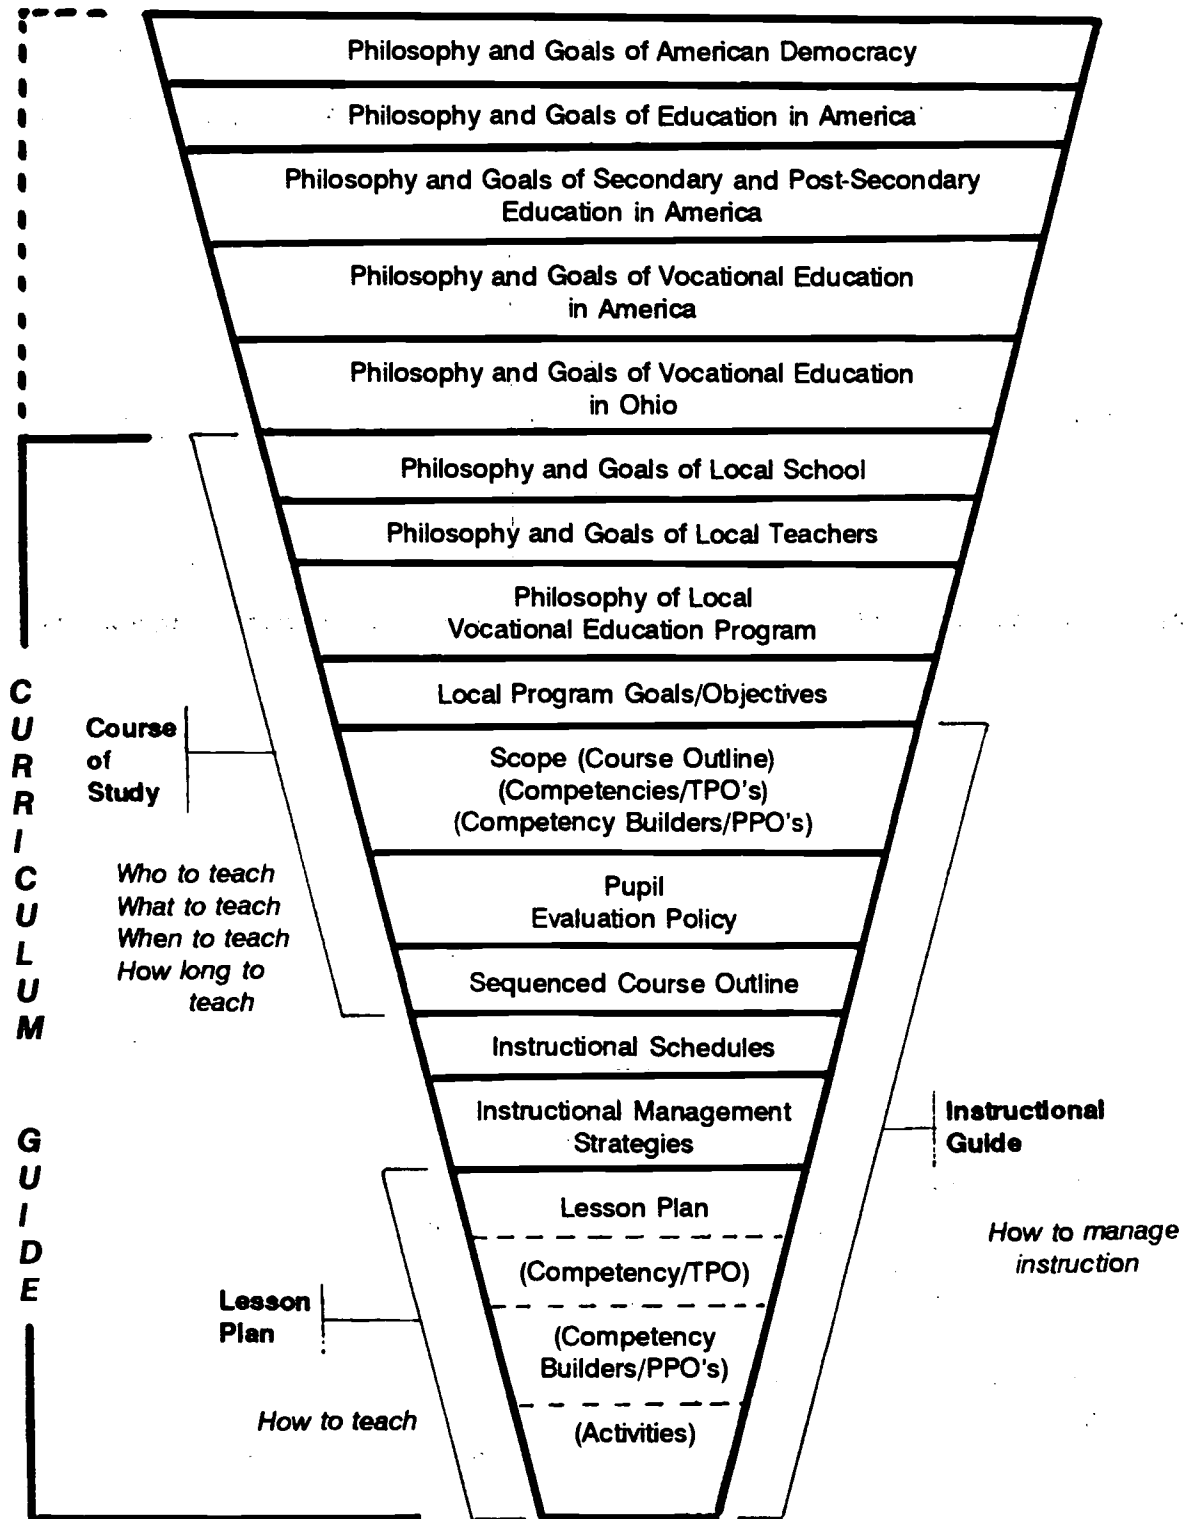 Philosophy and Goals of American Democracy
Philosophy and Goals of Education in America
Philosophy and Goals of Secondary and Post-Secondary
Education in America
Philosophy and Goals of Vocational Education
in America
Philosophy and Goals of Vocational Education
in Ohio
Philosophy and Goals of Local School
Philosophy and Goals of Local Teachers
Philosophy of Local
Vocational Education Program
Local Program Goals/Objectives
Scope (Course Outline)
(Competencies/TPO's)
(Competency Builders/PPO's)
Pupil
Evaluation Policy
Sequenced Course Outline
Instructional Schedules
Instructional Management
Strategies
Lesson Plan
(Competency/TPO)
(Competency
Builders/PPO's)
(Activities)
CURRICULUM GUIDE
Course
of
Study
Who to teach
What to teach
When to teach
How long to
teach
Lesson
Plan
How to teach
Instructional
Guide
How to manage
instruction